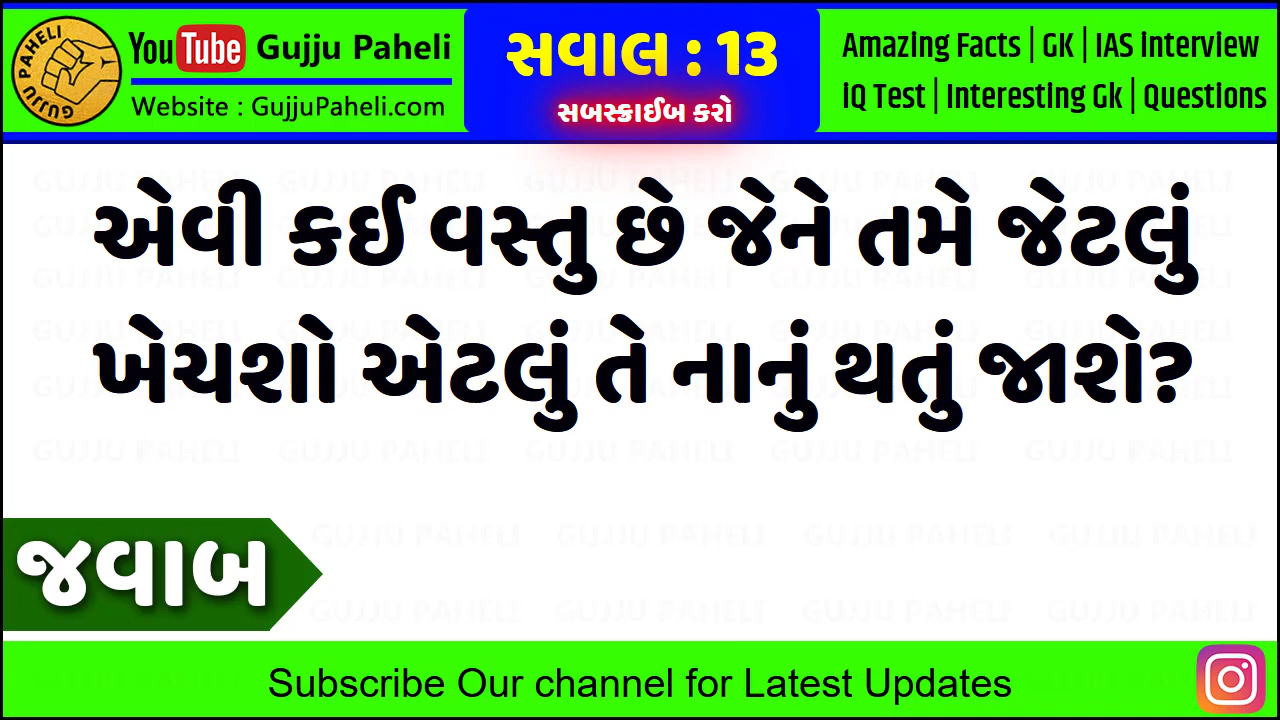 GUJJU PAHELI
YouTube Gujju Paheli
Website : GujjuPaheli.com
સવાલ : 13
સબસ્ક્રાઈબ કરો
Amazing Facts | GK | IAS interview
iQ Test | Interesting Gk | Questions
એવી કઈ વસ્તુ છે જેને તમે જેટલું
ખેચશો એટલું તે નાનું થતું જાશે?
જવાબ
Subscribe Our channel for Latest Updates
GUJJU PAHELI